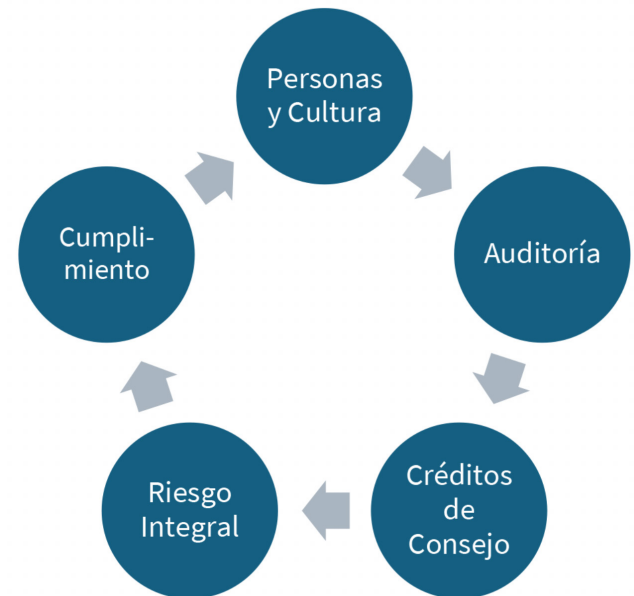 Personas
y Cultura
Auditoría
Créditos
de
Consejo
Riesgo
Integral
Cumpli-
miento